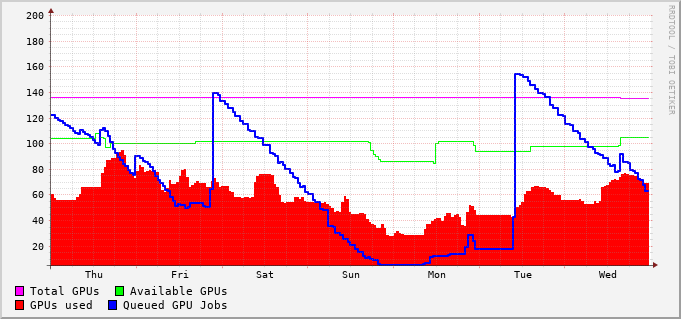 200
180
160
140
120
100
80
60
40
20
Thu Fri Sat Sun Mon Tue Wed
Total GPUs Available GPUs
GPUs used Queued GPU Jobs
RRDTOOL / TOBI OETIKER